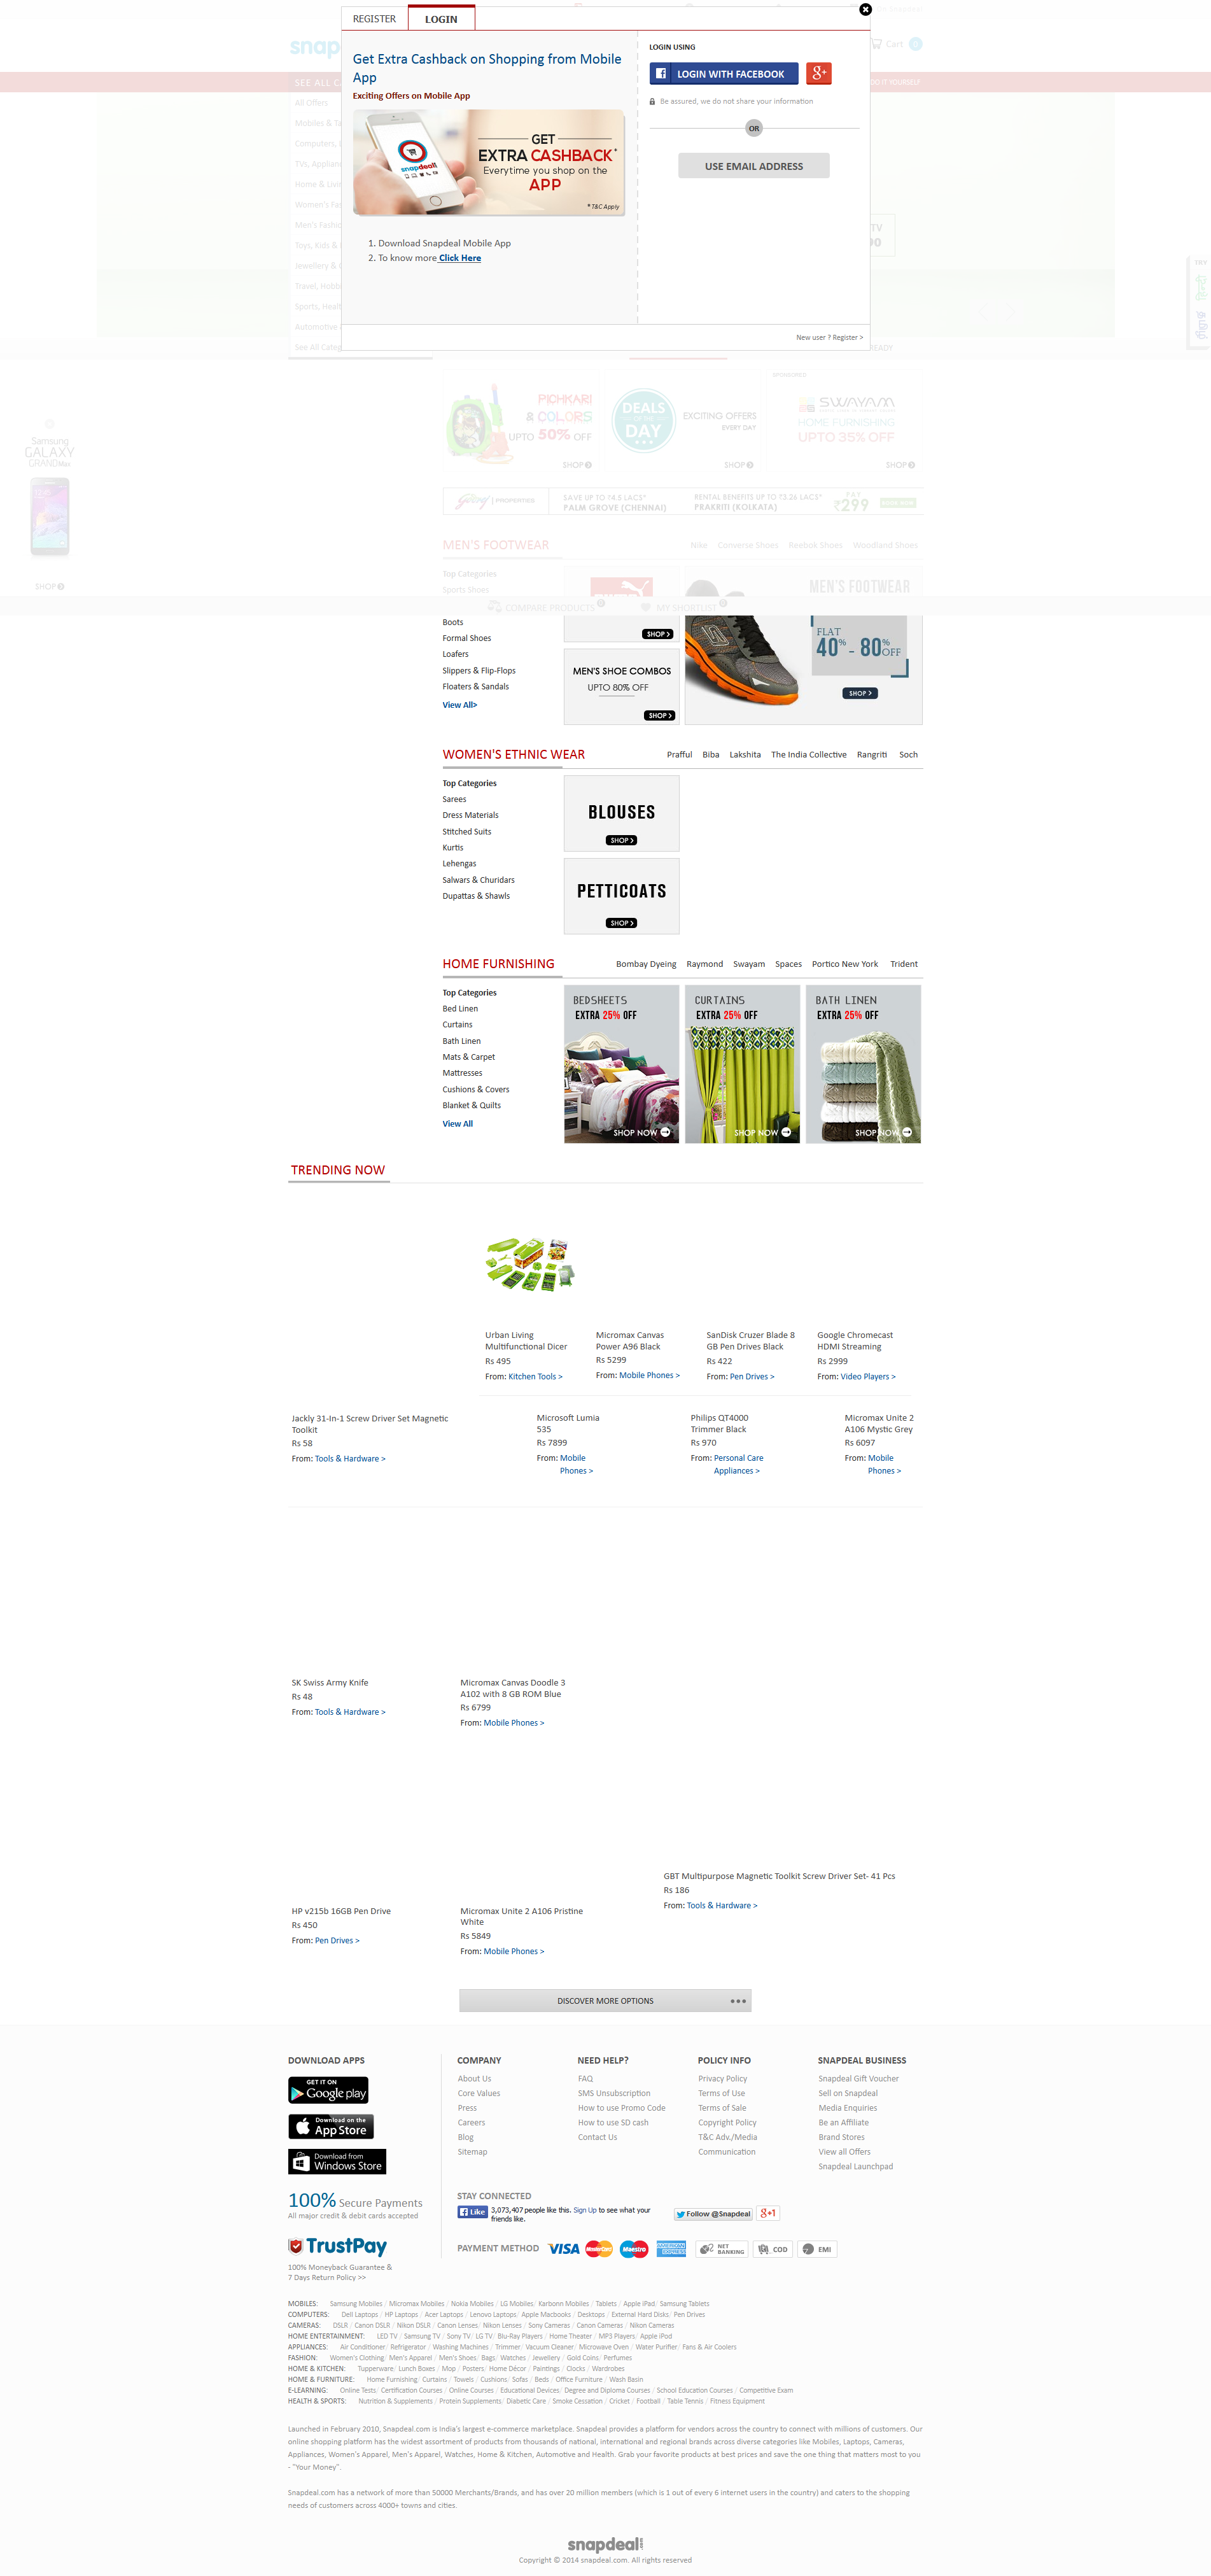 REGISTER
LOGIN
Get Extra Cashback on Shopping from Mobile
App
Exciting Offers on Mobile App
GET
EXTRA CASHBACK*
Everytime you shop on the
APP
*T&C Apply
snapdeal
1. Download Snapdeal Mobile App
2. To know more Click Here
LOGIN USING
LOGIN WITH FACEBOOK
Be assured, we do not share your information
OR
USE EMAIL ADDRESS
New user ? Register >
snap
Cart
SEE ALL
All Offers
Samsung
GALAXY
GRAND Max
SHOP
PICHKARI
& COLORS
UPTO 50% OFF
SHOP
DEALS
DAY
EXCITING OFFERS
EVERY DAY
SHOP
SPONSORED
SWAYAM
HOME FURNISHING
UPTO 35% OFF
SHOP
PROPERTIES
SAVE UP TO ₹4.5 LACS*
PALM GROVE (CHENNAI)
RENTAL BENEFITS UP TO ₹3.26 LACS*
PRAKRITI (KOLKATA)
PAY
₹299
MEN'S FOOTWEAR
Nike Converse Shoes Reebok Shoes Woodland Shoes
Top Categories
Sports Shoes
MEN'S FOOTWEAR
COMPARE PRODUCTS 0
MY SHORTLIST 0
Boots
Formal Shoes
Loafers
Slippers & Flip-Flops
Floaters & Sandals
View All>
SHOP >
MEN'S SHOE COMBOS
UPTO 80% OFF
SHOP >
FLAT
40% - 80% OFF
SHOP >
WOMEN'S ETHNIC WEAR
Prafful Biba Lakshita The India Collective Rangriti Soch
Top Categories
Sarees
Dress Materials
Stitched Suits
Kurtis
Lehengas
Salwars & Churidars
Dupattas & Shawls
BLOUSES
SHOP >
PETTICOATS
SHOP >
HOME FURNISHING
Bombay Dyeing Raymond Swayam Spaces Portico New York Trident
Top Categories
Bed Linen
Curtains
Bath Linen
Mats & Carpet
Mattresses
Cushions & Covers
Blanket & Quilts
View All
BEDSHEETS
EXTRA 25% OFF
SHOP NOW
CURTAINS
EXTRA 25% OFF
SHOP NOW
BATH LINEN
EXTRA 25% OFF
SHOP NOW
TRENDING NOW
Urban Living
Multifunctional Dicer
Rs 495
From: Kitchen Tools >
Micromax Canvas
Power A96 Black
Rs 5299
From: Mobile Phones >
SanDisk Cruzer Blade 8
GB Pen Drives Black
Rs 422
From: Pen Drives >
Google Chromecast
HDMI Streaming
Rs 2999
From: Video Players >
Jackly 31-In-1 Screw Driver Set Magnetic
Toolkit
Rs 58
From: Tools & Hardware >
Microsoft Lumia
535
Rs 7899
From: Mobile
Phones >
Philips QT4000
Trimmer Black
Rs 970
From: Personal Care
Appliances >
Micromax Unite 2
A106 Mystic Grey
Rs 6097
From: Mobile
Phones >
SK Swiss Army Knife
Rs 48
From: Tools & Hardware >
Micromax Canvas Doodle 3
A102 with 8 GB ROM Blue
Rs 6799
From: Mobile Phones >
GBT Multipurpose Magnetic Toolkit Screw Driver Set- 41 Pcs
Rs 186
From: Tools & Hardware >
HP v215b 16GB Pen Drive
Rs 450
From: Pen Drives >
Micromax Unite 2 A106 Pristine
White
Rs 5849
From: Mobile Phones >
DISCOVER MORE OPTIONS
DOWNLOAD APPS
GET IT ON
Google play
Download on the
App Store
Download from
Windows Store
100% Secure Payments
All major credit & debit cards accepted
TrustPay
100% Moneyback Guarantee &
7 Days Return Policy >>
COMPANY
About Us
Core Values
Press
Careers
Blog
Sitemap
NEED HELP?
FAQ
SMS Unsubscription
How to use Promo Code
How to use SD cash
Contact Us
POLICY INFO
Privacy Policy
Terms of Use
Terms of Sale
Copyright Policy
T&C Adv./Media
Communication
SNAPDEAL BUSINESS
Snapdeal Gift Voucher
Sell on Snapdeal
Media Enquiries
Be an Affiliate
Brand Stores
View all Offers
Snapdeal Launchpad
STAY CONNECTED
Like 3,073,407 people like this. Sign Up to see what your
friends like.
Follow @Snapdeal
g+1
PAYMENT METHOD VISA MasterCard Maestro AMERICAN EXPRESS NET BANKING COD EMI
MOBILES: Samsung Mobiles / Micromax Mobiles / Nokia Mobiles / LG Mobiles / Karbonn Mobiles / Tablets / Apple iPad / Samsung Tablets
COMPUTERS: Dell Laptops / HP Laptops / Acer Laptops / Lenovo Laptops / Apple Macbooks / Desktops / External Hard Disks / Pen Drives
CAMERAS: DSLR / Canon DSLR / Nikon DSLR / Canon Lenses / Nikon Lenses / Sony Cameras / Canon Cameras / Nikon Cameras
HOME ENTERTAINMENT: LED TV / Samsung TV / Sony TV / LG TV / Blu-Ray Players / Home Theater / MP3 Players / Apple iPod
APPLIANCES: Air Conditioner / Refrigerator / Washing Machines / Trimmer / Vacuum Cleaner / Microwave Oven / Water Purifier / Fans & Air Coolers
FASHION: Women's Clothing / Men's Apparel / Men's Shoes / Bags / Watches / Jewellery / Gold Coins / Perfumes
HOME & KITCHEN: Tupperware / Lunch Boxes / Mop / Posters / Home Décor / Paintings / Clocks / Wardrobes
HOME & FURNITURE: Home Furnishing / Curtains / Towels / Cushions / Sofas / Beds / Office Furniture / Wash Basin
E-LEARNING: Online Tests / Certification Courses / Online Courses / Educational Devices / Degree and Diploma Courses / School Education Courses / Competitive Exam
HEALTH & SPORTS: Nutrition & Supplements / Protein Supplements / Diabetic Care / Smoke Cessation / Cricket / Football / Table Tennis / Fitness Equipment
Launched in February 2010, Snapdeal.com is India's largest e-commerce marketplace. Snapdeal provides a platform for vendors across the country to connect with millions of customers. Our
online shopping platform has the widest assortment of products from thousands of national, international and regional brands across diverse categories like Mobiles, Laptops, Cameras,
Appliances, Women's Apparel, Men's Apparel, Watches, Home & Kitchen, Automotive and Health. Grab your favorite products at best prices and save the one thing that matters most to you
- "Your Money".
Snapdeal.com has a network of more than 50000 Merchants/Brands, and has over 20 million members (which is 1 out of every 6 internet users in the country) and caters to the shopping
needs of customers across 4000+ towns and cities.
snapdeal.com
Copyright © 2014 snapdeal.com. All rights reserved